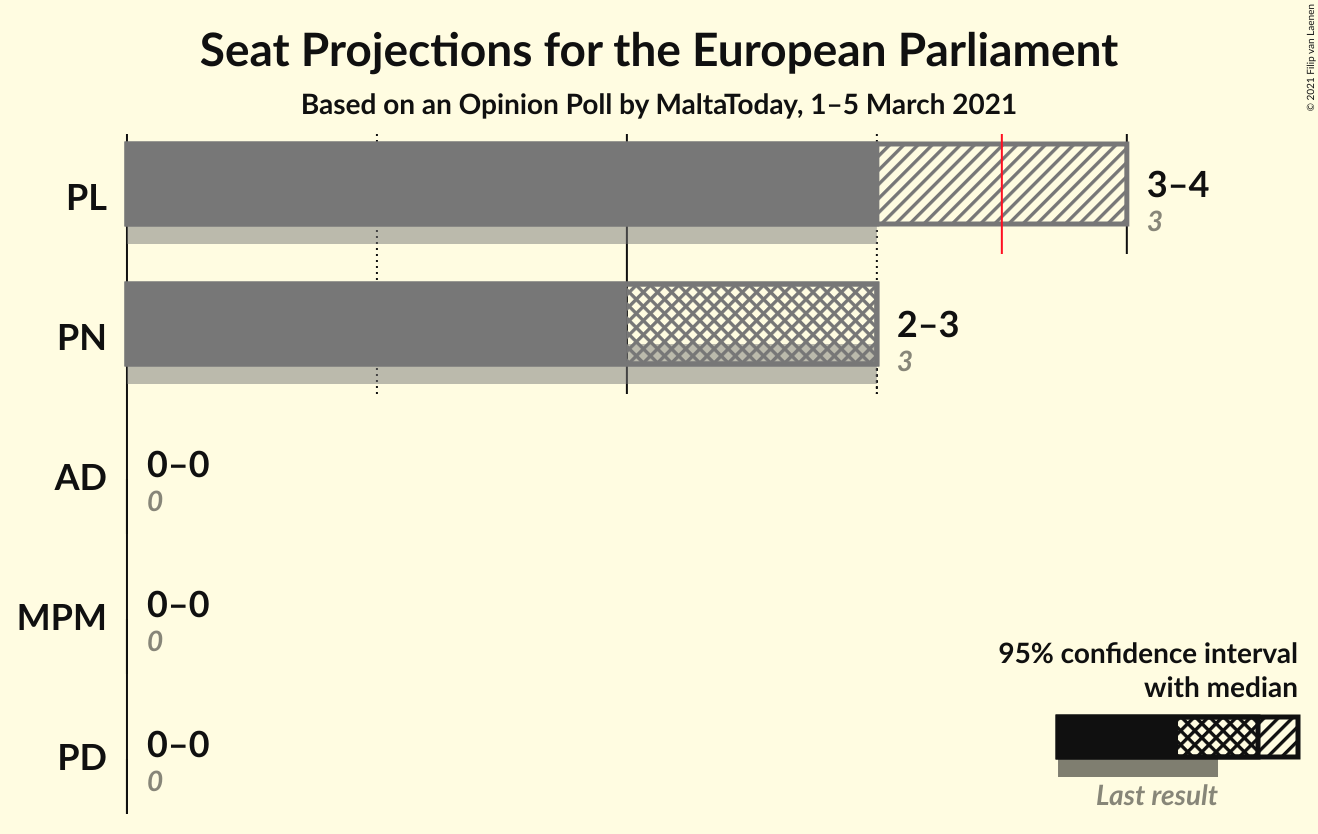 Seat Projections for the European Parliament
Based on an Opinion Poll by MaltaToday, 1–5 March 2021
© 2021 Filip van Laenen
PL
3–4
3
PN
2–3
3
AD
0–0
0
MPM
0–0
0
PD
0–0
0
95% confidence interval
with median
Last result